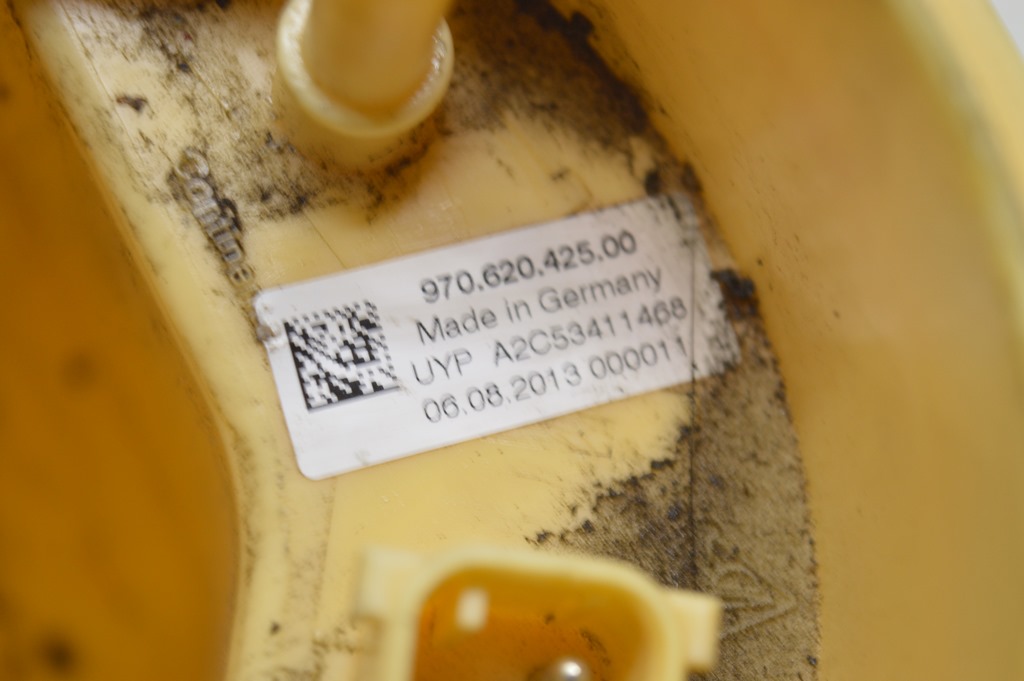 970.620.425.00
Made in Germany
UYP A2C53411468
06.08.2013 000011